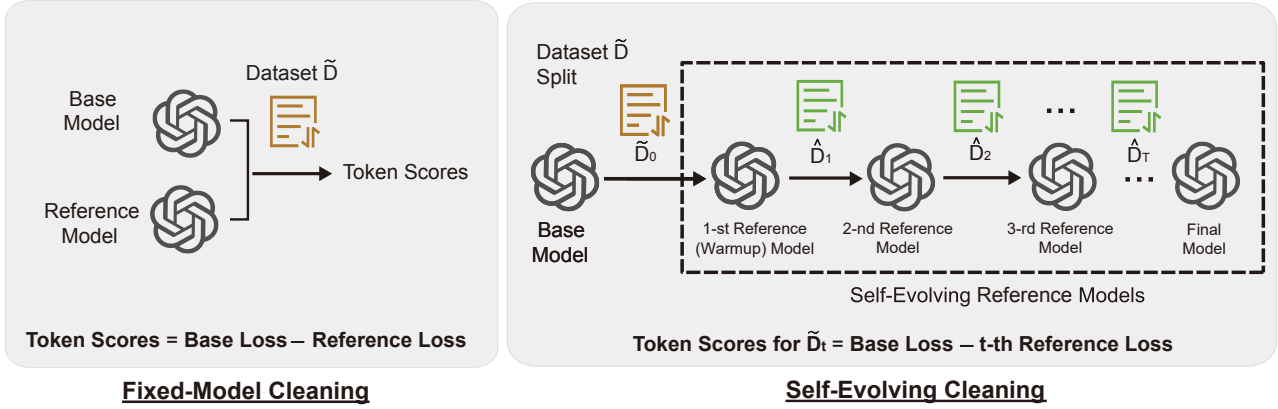 Dataset D̃
Base
Model
Token Scores
Reference
Model
Token Scores = Base Loss – Reference Loss
Fixed-Model Cleaning
Dataset D̃
Split
D̃₀
D̂₁
D̂₂
...
D̂T
...
Base
Model
1-st Reference
(Warmup) Model
2-nd Reference
Model
3-rd Reference
Model
Final
Model
Self-Evolving Reference Models
Token Scores for D̃t = Base Loss – t-th Reference Loss
Self-Evolving Cleaning